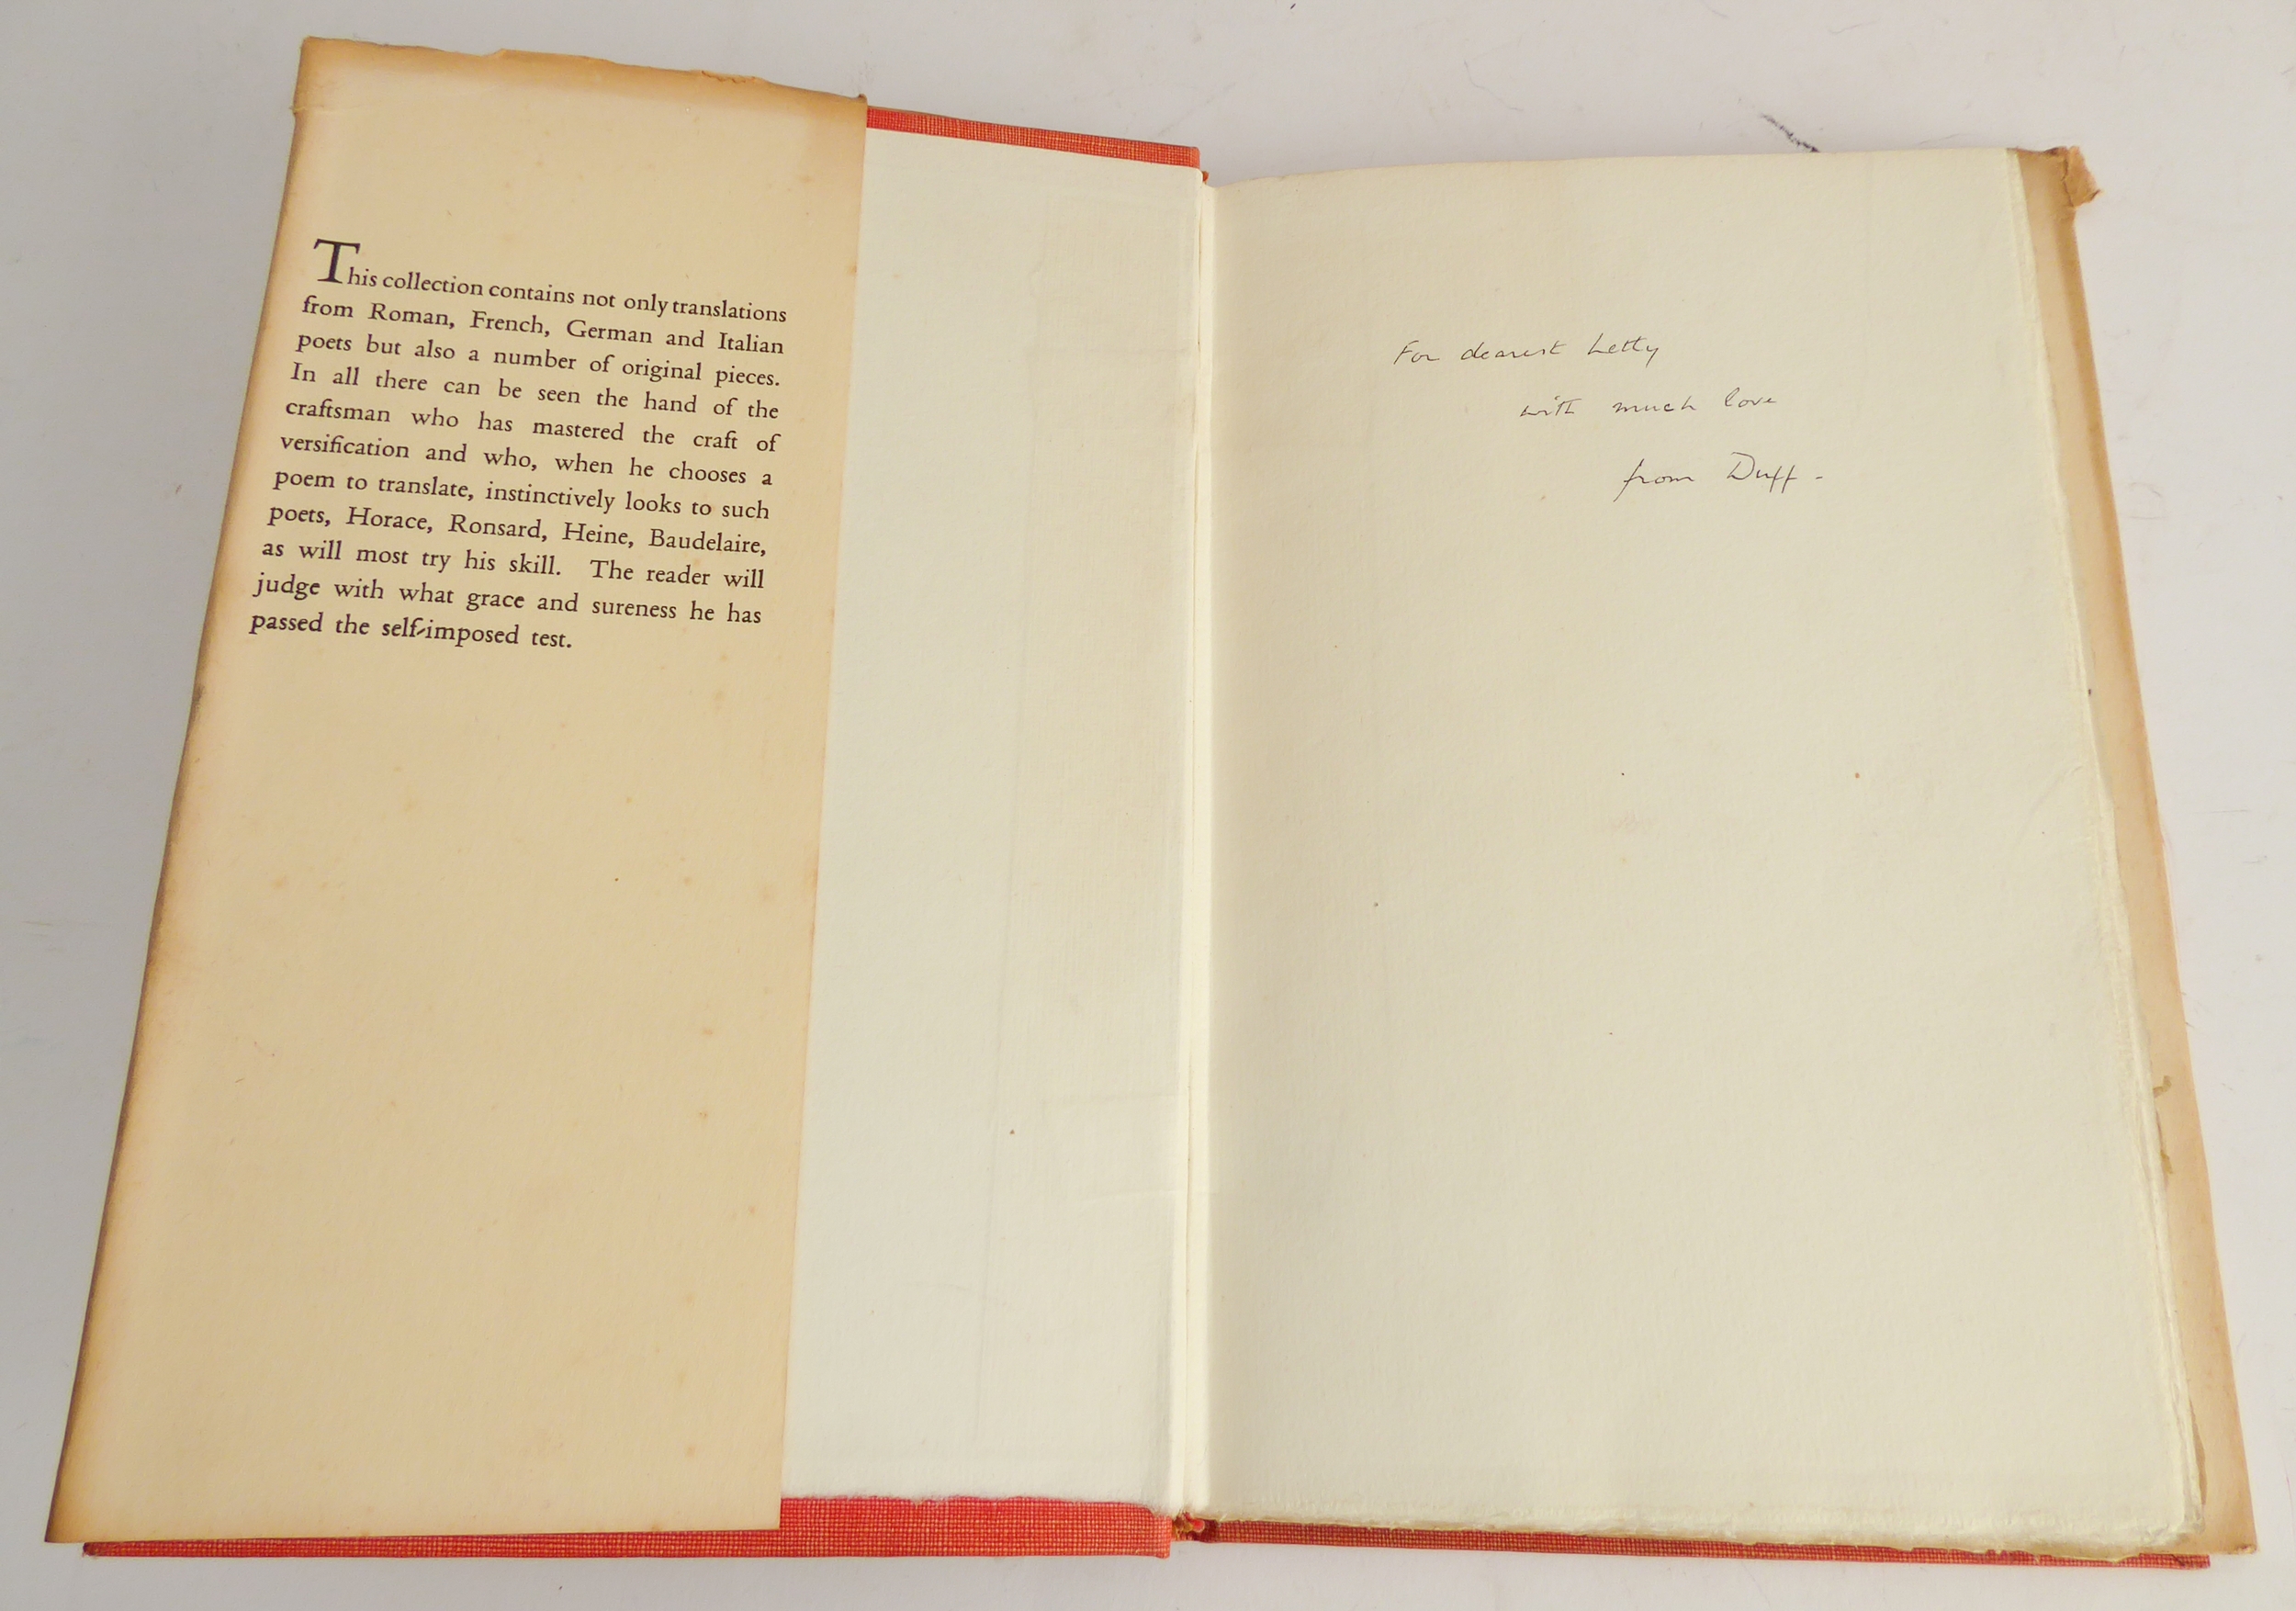 This collection contains not only translations
from Roman, French, German and Italian
poets but also a number of original pieces.
In all there can be seen the hand of the
craftsman who has mastered the craft of
versification and who, when he chooses a
poem to translate, instinctively looks to such
poets, Horace, Ronsard, Heine, Baudelaire,
as will most try his skill. The reader will
judge with what grace and sureness he has
passed the self-imposed test.
For dearest Letty
with much love
from Duff -